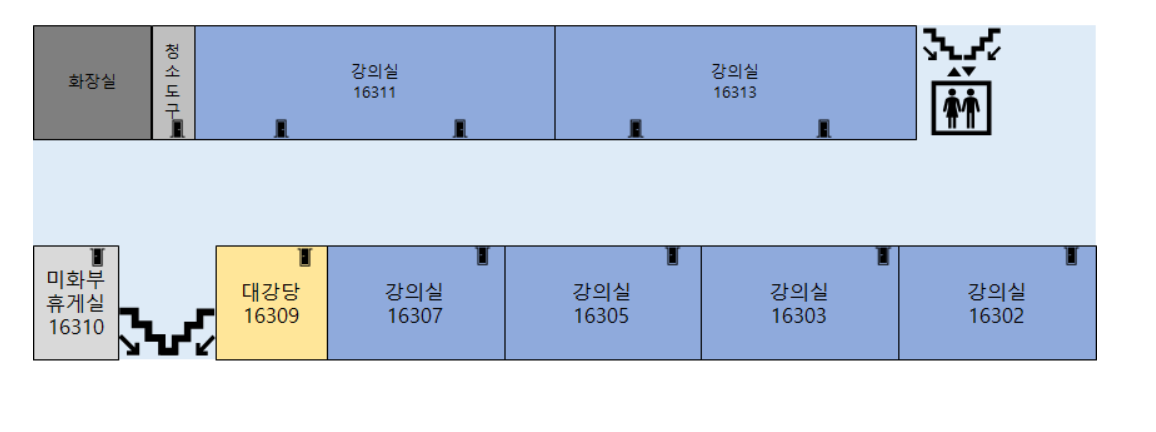 화장실
청
소
도
구
강의실
16311
강의실
16313
미화부
휴게실
16310
대강당
16309
강의실
16307
강의실
16305
강의실
16303
강의실
16302